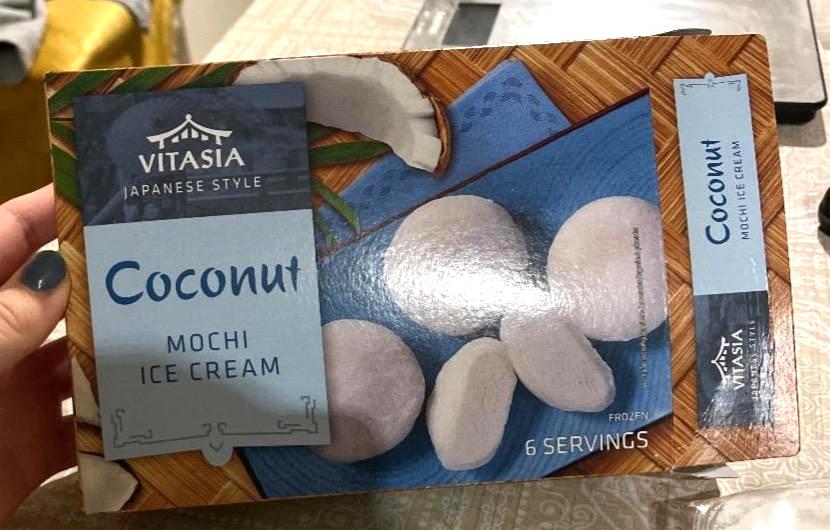 VITASIA
JAPANESE STYLE
Coconut
MOCHI
ICE CREAM
FROZEN
6 SERVINGS
Coconut
MOCHI ICE CREAM
VITASIA
JAPANESE STYLE